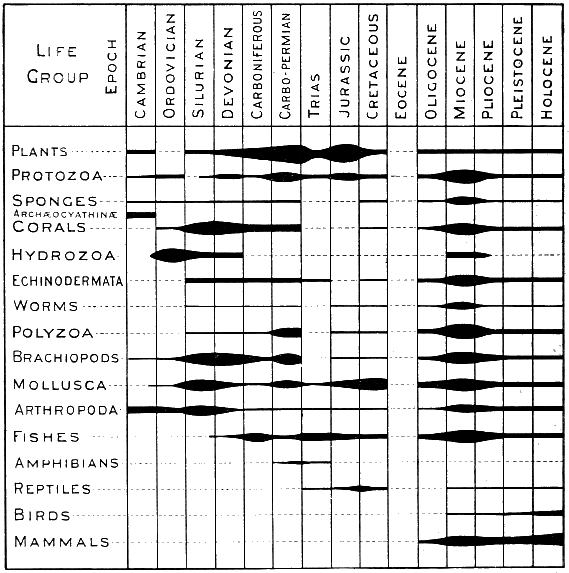 LIFE
GROUP
EPOCH
CAMBRIAN
ORDOVICIAN
SILURIAN
DEVONIAN
CARBONIFEROUS
CARBO-PERMIAN
TRIAS
JURASSIC
CRETACEOUS
EOGENE
OLIGOCENE
MIOCENE
PLIOCENE
PLEISTOCENE
HOLOCENE
PLANTS
PROTOZOA
SPONGES
ARCHÆOCYATHINÆ
CORALS
HYDROZOA
ECHINODERMATA
WORMS
POLYZOA
BRACHIOPODS
MOLLUSCA
ARTHROPODA
FISHES
AMPHIBIANS
REPTILES
BIRDS
MAMMALS